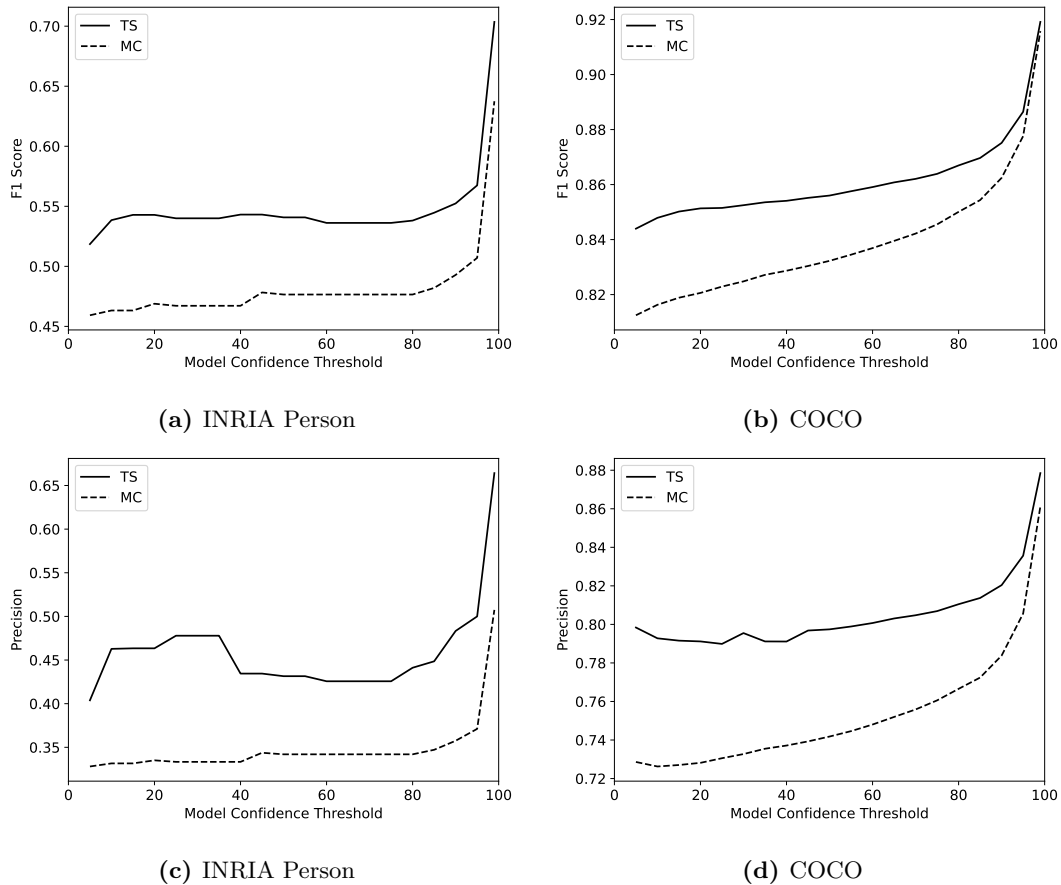 TS
MC
F1 Score
0.70
0.65
0.60
0.55
0.50
0.45
0 20 40 60 80 100
Model Confidence Threshold
(a) INRIA Person
TS
MC
F1 Score
0.92
0.90
0.88
0.86
0.84
0.82
0 20 40 60 80 100
Model Confidence Threshold
(b) COCO
TS
MC
Precision
0.65
0.60
0.55
0.50
0.45
0.40
0.35
0 20 40 60 80 100
Model Confidence Threshold
(c) INRIA Person
TS
MC
Precision
0.88
0.86
0.84
0.82
0.80
0.78
0.76
0.74
0.72
0 20 40 60 80 100
Model Confidence Threshold
(d) COCO